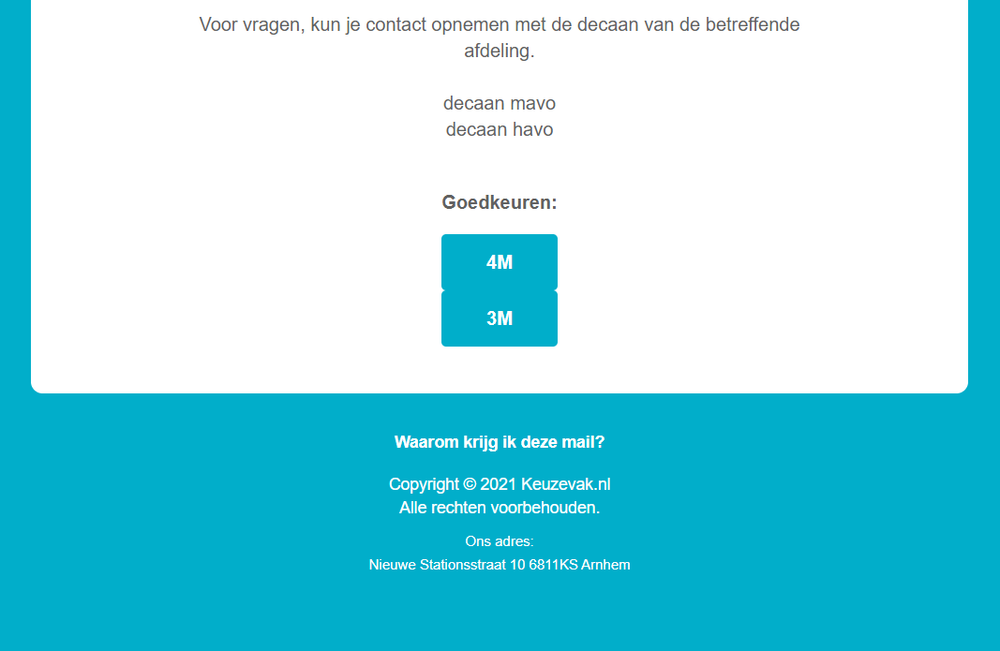 Voor vragen, kun je contact opnemen met de decaan van de betreffende
afdeling.
decaan mavo
decaan havo
Goedkeuren:
4M
3M
Waarom krijg ik deze mail?
Copyright © 2021 Keuzevak.nl
Alle rechten voorbehouden.
Ons adres:
Nieuwe Stationsstraat 10 6811KS Arnhem